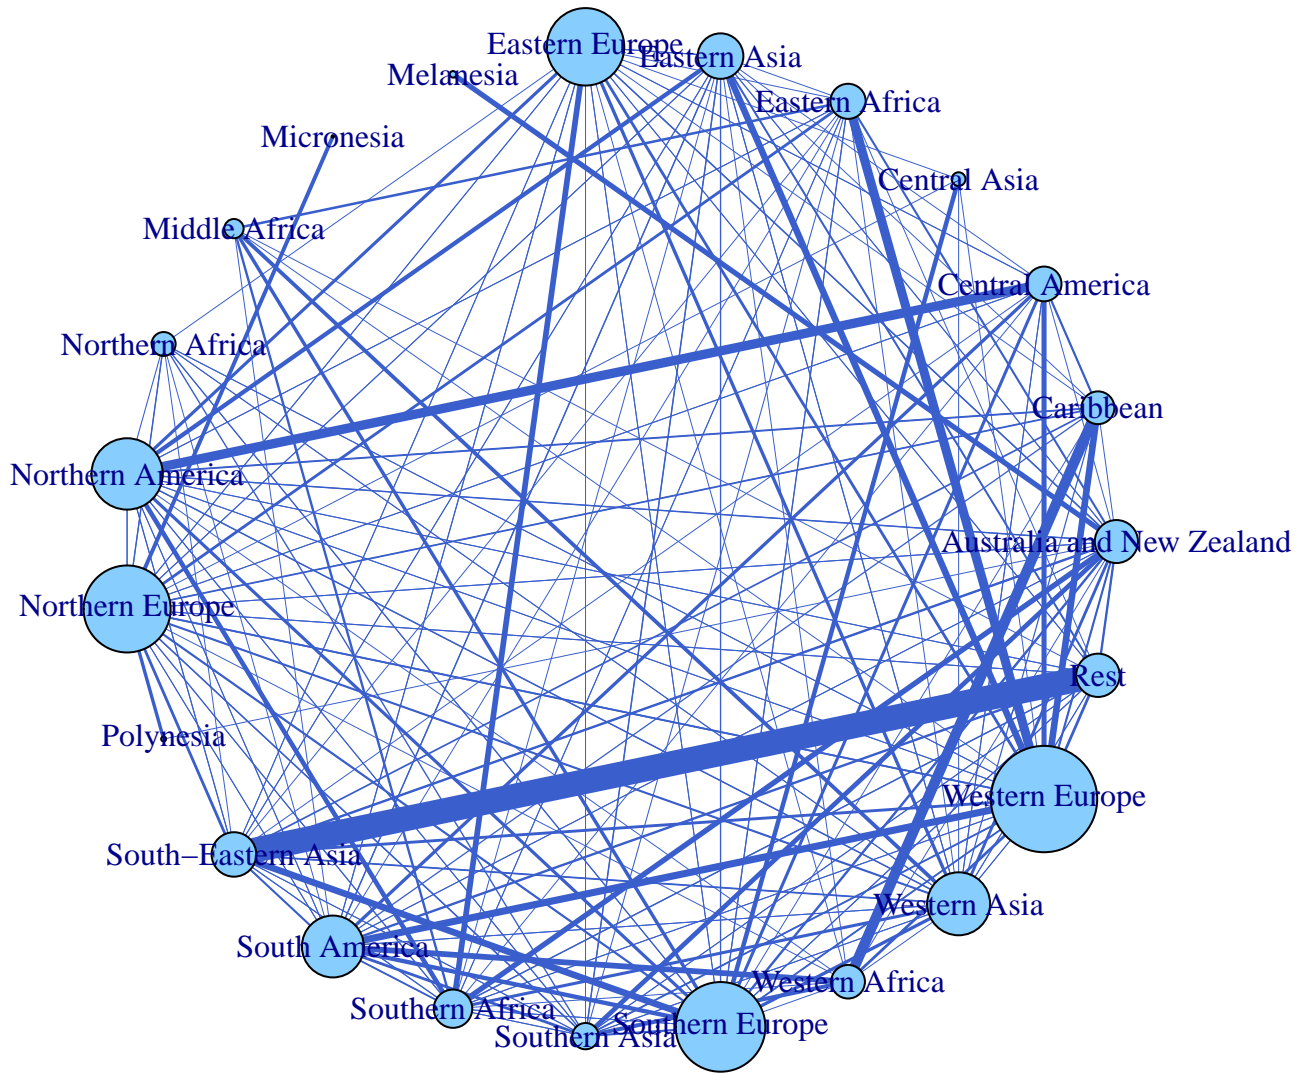 Eastern Europe
Eastern Asia
Melanesia
Eastern Africa
Micronesia
Central Asia
Middle Africa
Central America
Northern Africa
Caribbean
Northern America
Australia and New Zealand
Northern Europe
Rest
Polynesia
Western Europe
South−Eastern Asia
Western Asia
South America
Western Africa
Southern Africa
Southern Europe
Southern Asia